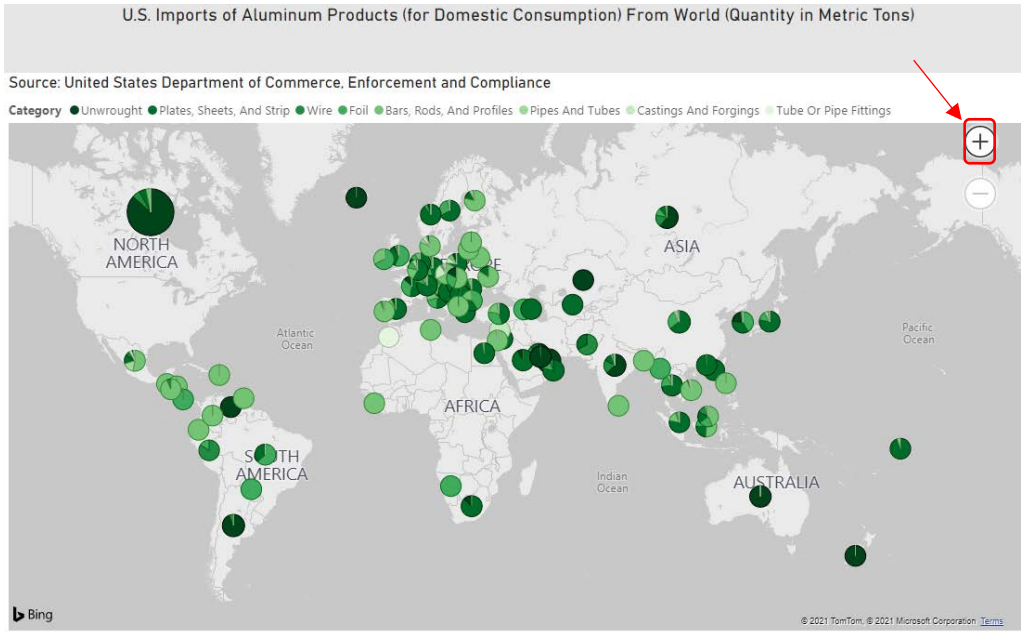 U.S. Imports of Aluminum Products (for Domestic Consumption) From World (Quantity in Metric Tons)
Source: United States Department of Commerce, Enforcement and Compliance
Category Unwrought Plates, Sheets, And Strip Wire Foil Bars, Rods, And Profiles Pipes And Tubes Castings And Forgings Tube Or Pipe Fittings
NORTH
AMERICA
ASIA
Atlantic
Ocean
Pacific
Ocean
AFRICA
SOUTH
AMERICA
Indian
Ocean
AUSTRALIA
Bing
© 2021 TomTom, © 2021 Microsoft Corporation Terms